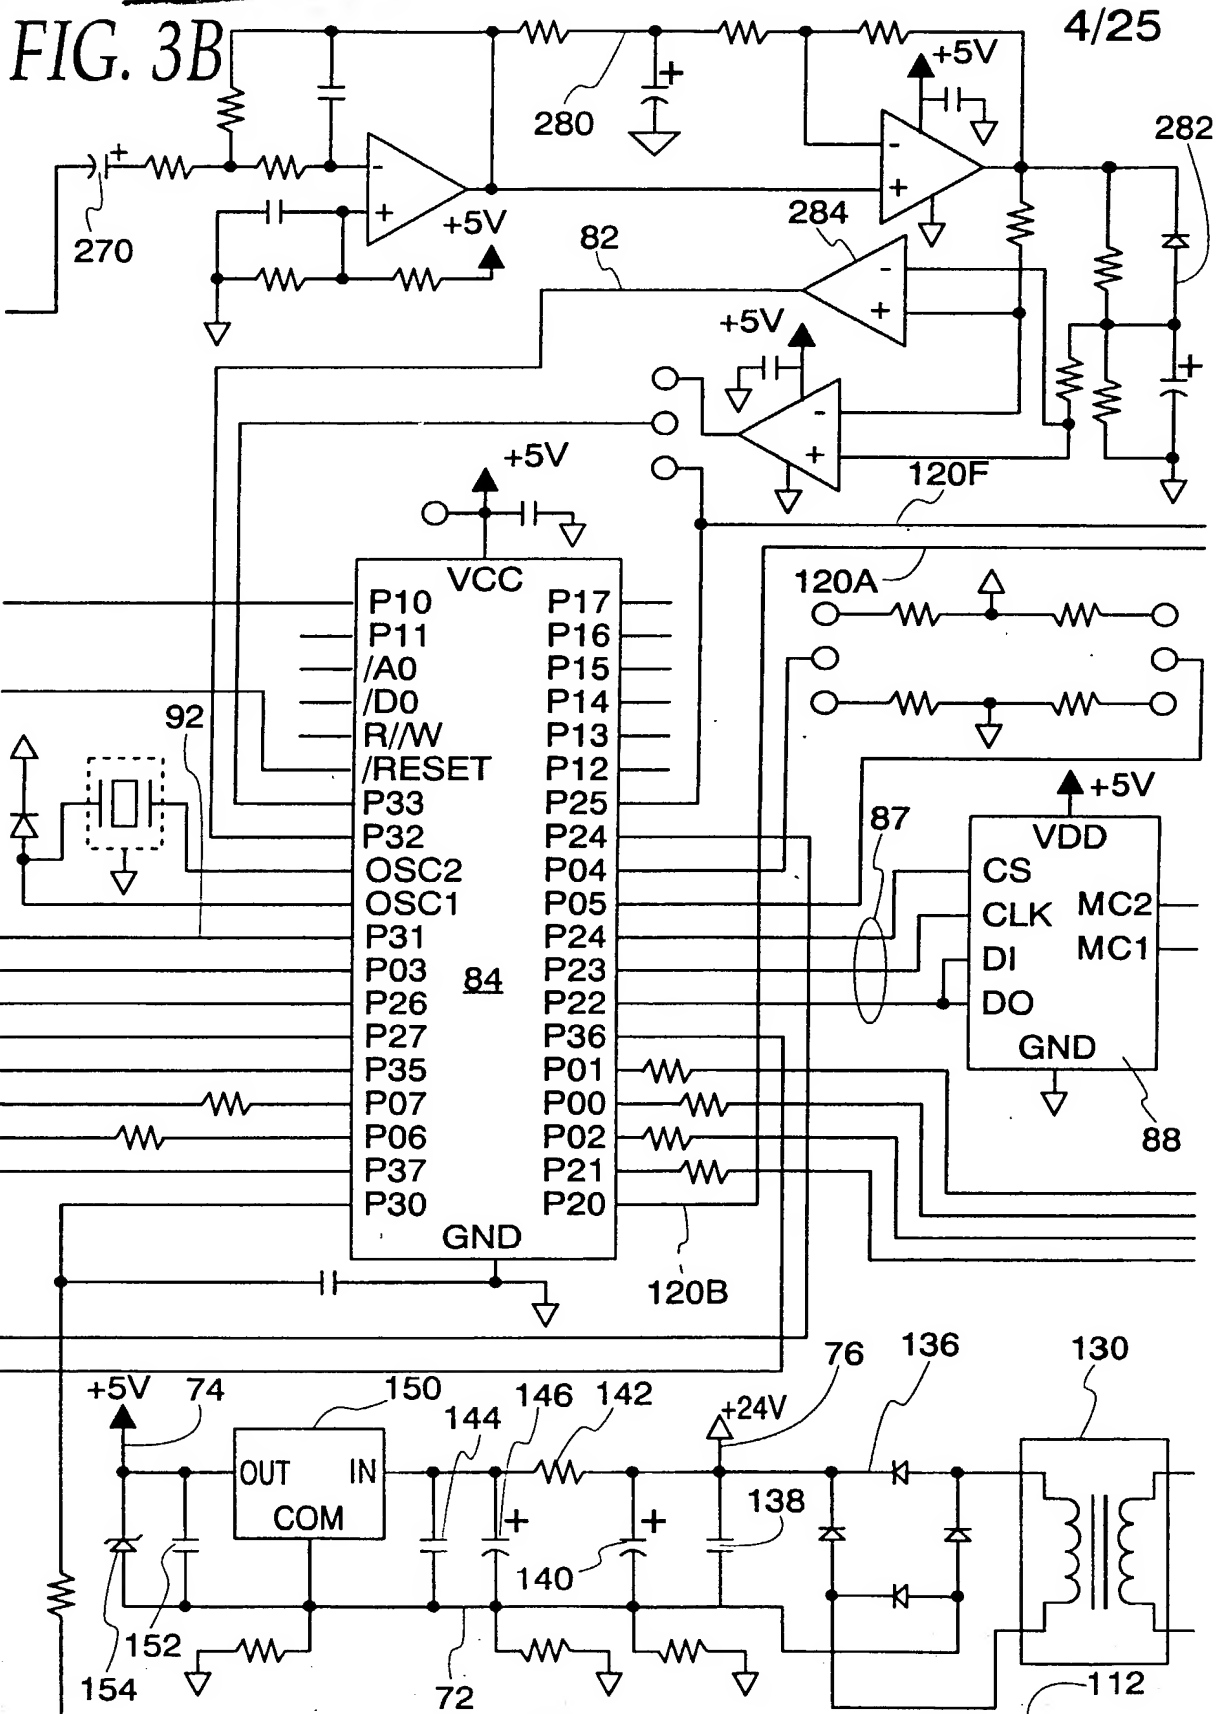 FIG. 3B
4/25
+5V
280
282
-
+
270
+5V
-
+
284
82
-
+
+5V
-
+
+5V
120F
120A
VCC
P10 P17
P11 P16
/A0 P15
/D0 P14
R//W P13
/RESET P12
P33 P25
P32 P24
OSC2 P04
OSC1 P05
P31 P24
P03 P23
P26 P22
P27 P36
P35 P01
P07 P00
P06 P02
P37 P21
P30 P20
84
GND
92
87
+5V
VDD
CS
CLK MC2
DI MC1
DO
GND
88
120B
76
136
130
+5V
74
150
144
146
142
+24V
OUT IN
COM
+
+
138
140
152
154
72
112